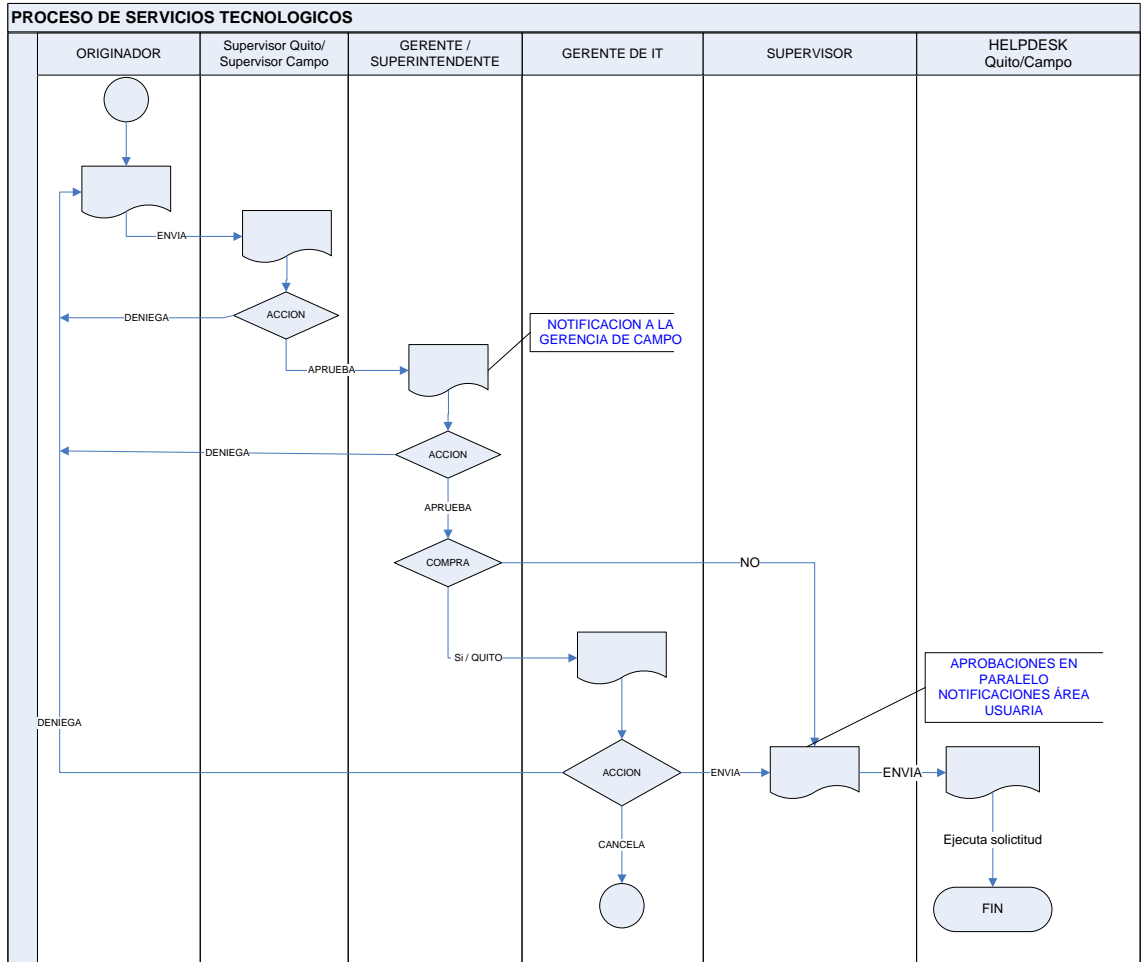 PROCESO DE SERVICIOS TECNOLOGICOS
ORIGINADOR
Supervisor Quito/
Supervisor Campo
GERENTE /
SUPERINTENDENTE
GERENTE DE IT
SUPERVISOR
HELPDESK
Quito/Campo
ENVIA
DENIEGA
ACCION
NOTIFICACION A LA
GERENCIA DE CAMPO
APRUEBA
DENIEGA
ACCION
APRUEBA
COMPRA
NO
Si / QUITO
APROBACIONES EN
PARALELO
NOTIFICACIONES ÁREA
USUARIA
DENIEGA
ACCION
ENVIA
ENVIA
CANCELA
Ejecuta solictitud
FIN